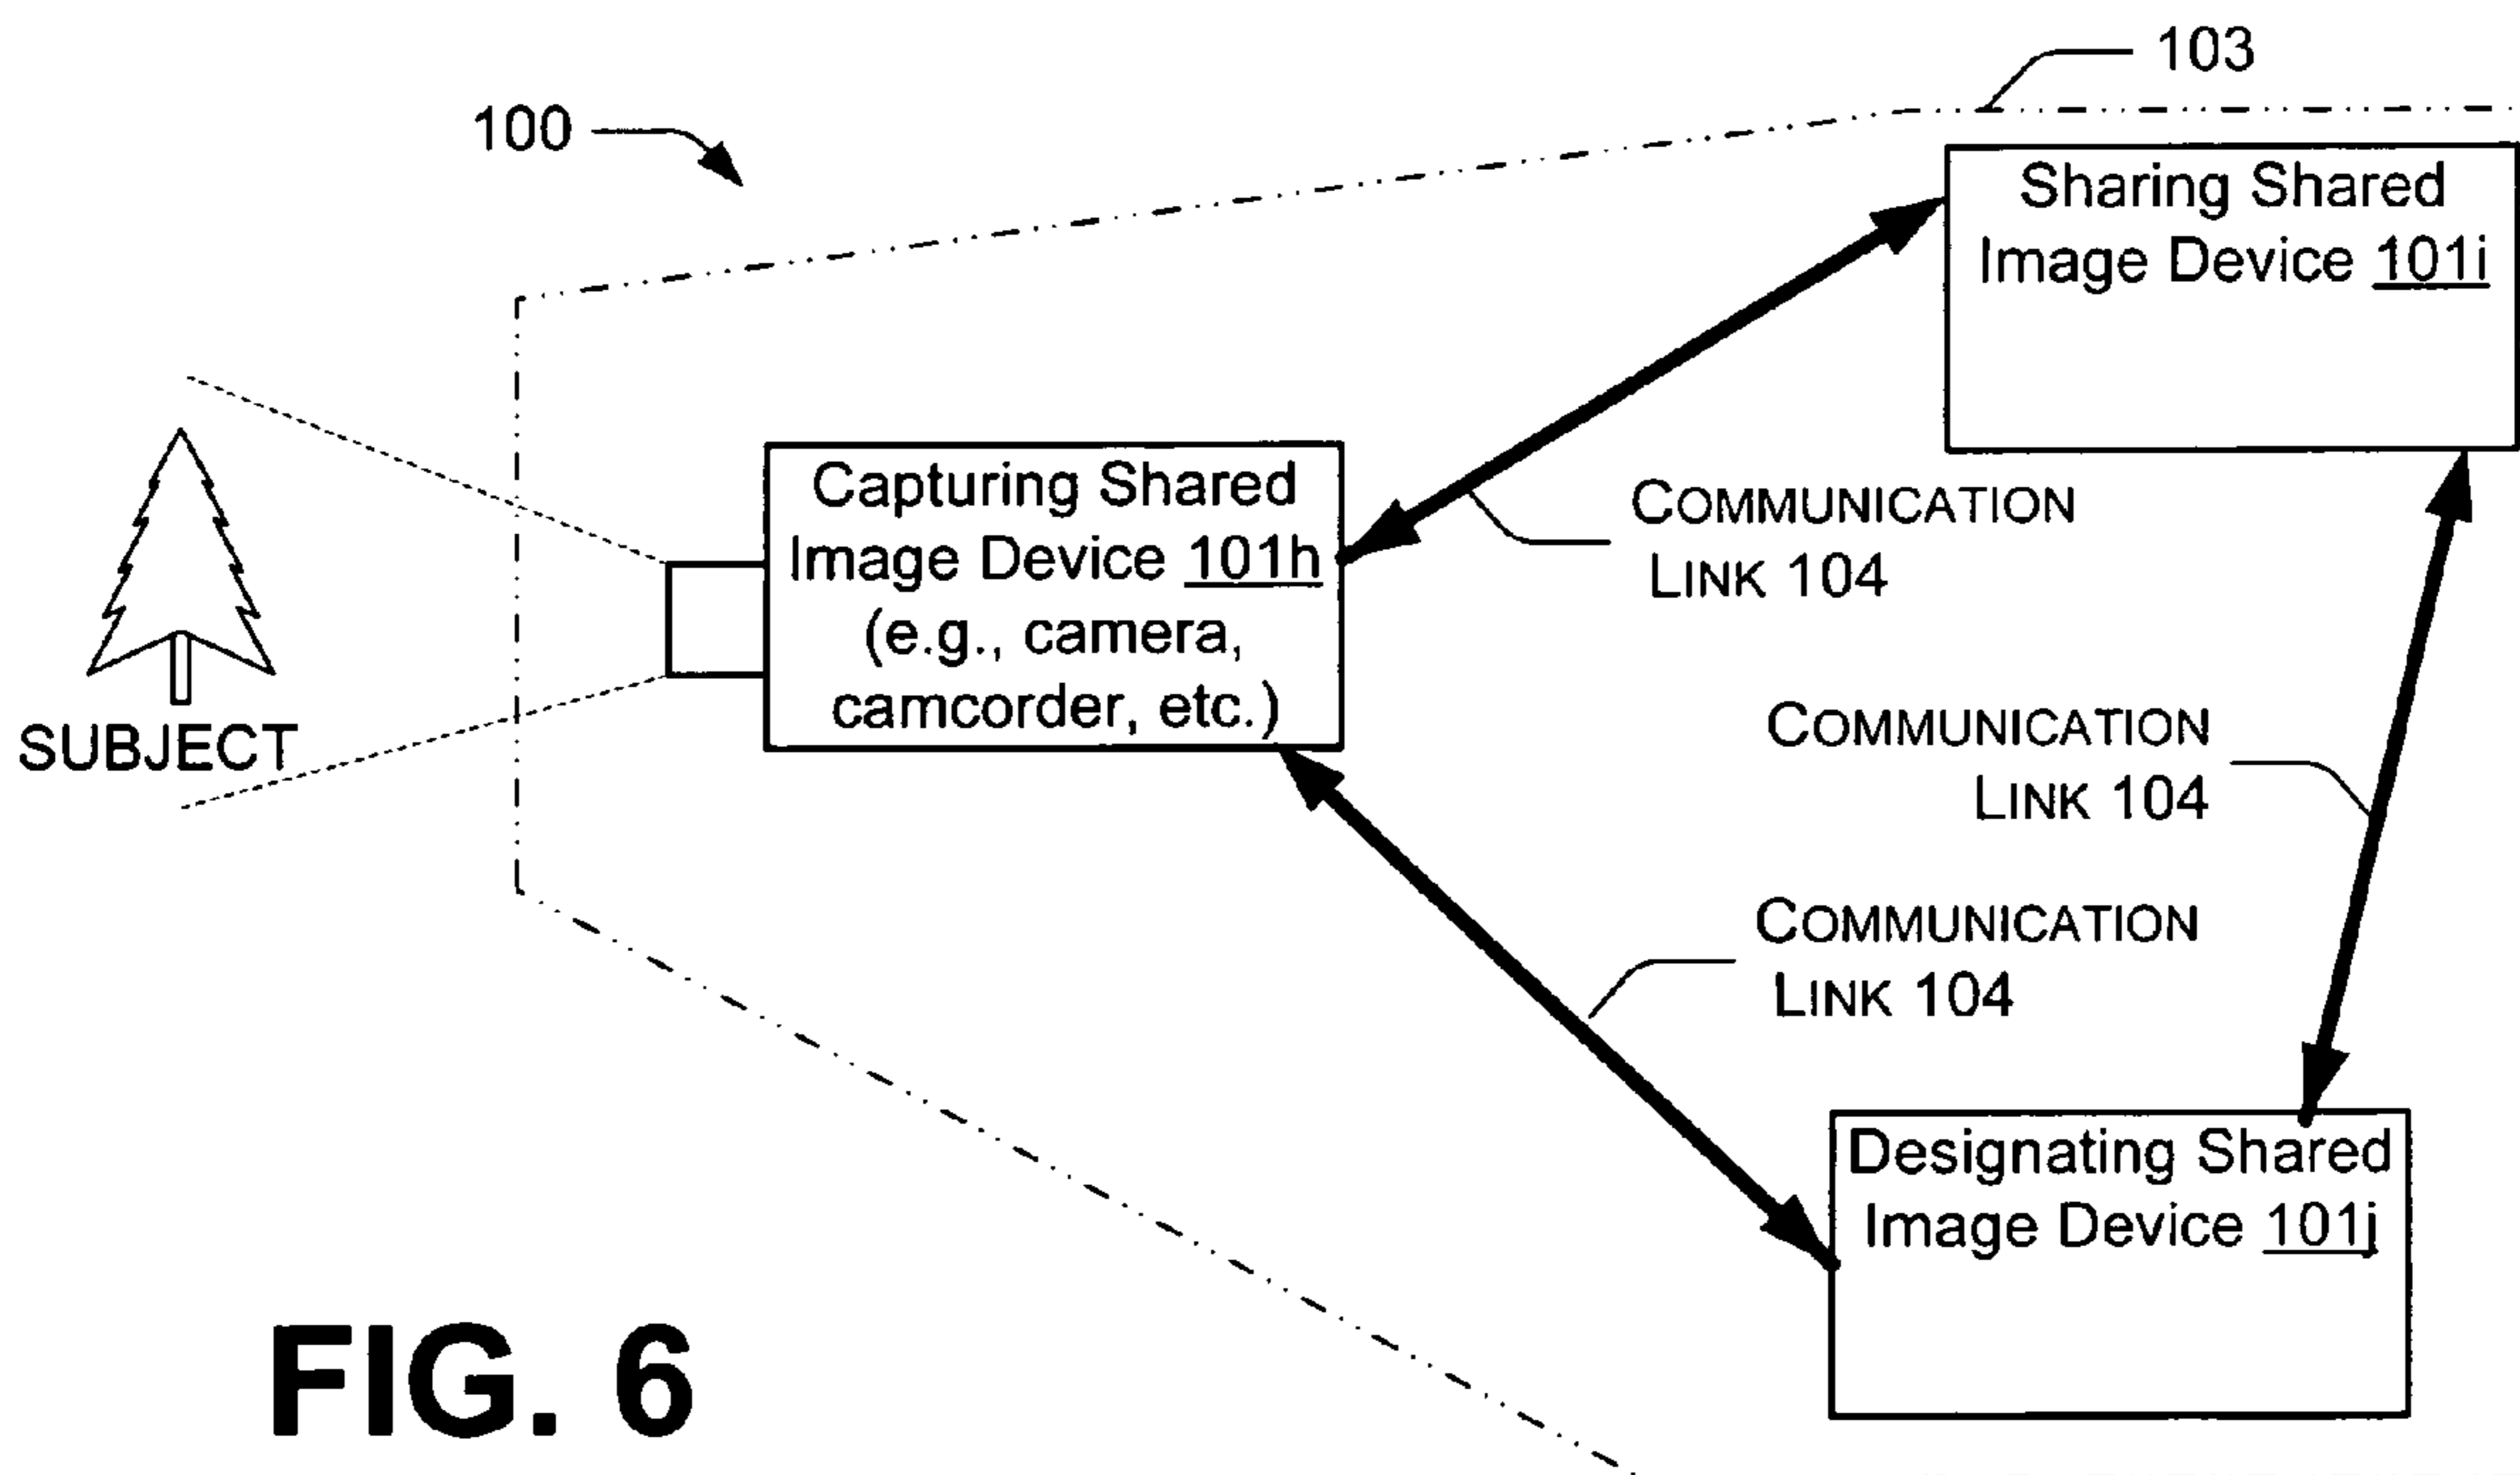 103
100
Sharing Shared
Image Device 101i
Capturing Shared
Image Device 101h
(e.g., camera,
camcorder, etc.)
COMMUNICATION
LINK 104
SUBJECT
COMMUNICATION
LINK 104
COMMUNICATION
LINK 104
Designating Shared
Image Device 101j
FIG. 6